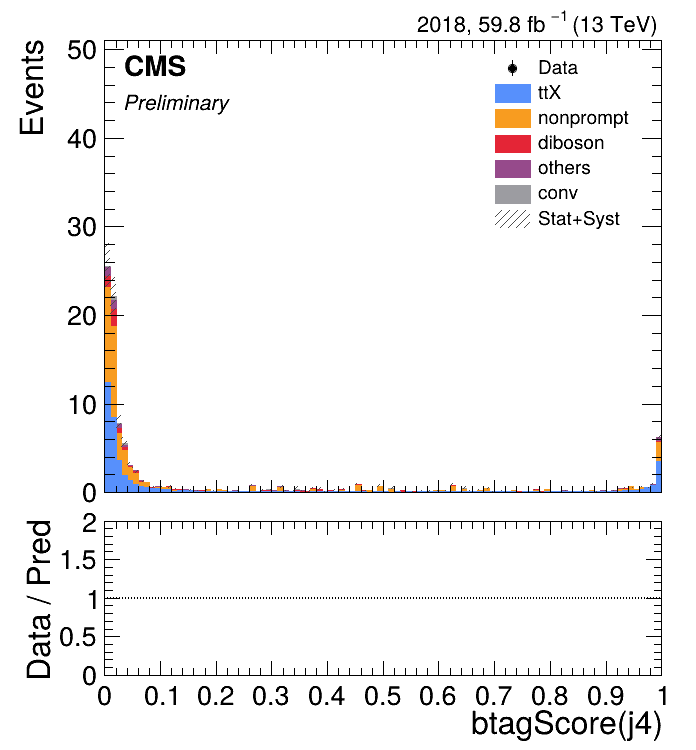 2018, 59.8 fb⁻¹ (13 TeV)
CMS
Preliminary
Events
50
40
30
20
10
0
Data
ttX
nonprompt
diboson
others
conv
Stat+Syst
Data / Pred
2
1.5
1
0.5
0
0 0.1 0.2 0.3 0.4 0.5 0.6 0.7 0.8 0.9 1
btagScore(j4)